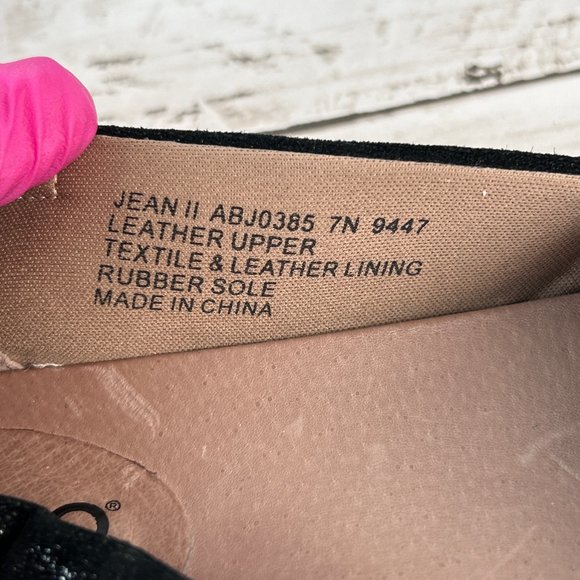 JEAN II ABJ0385 7N 9447
LEATHER UPPER
TEXTILE & LEATHER LINING
RUBBER SOLE
MADE IN CHINA
®